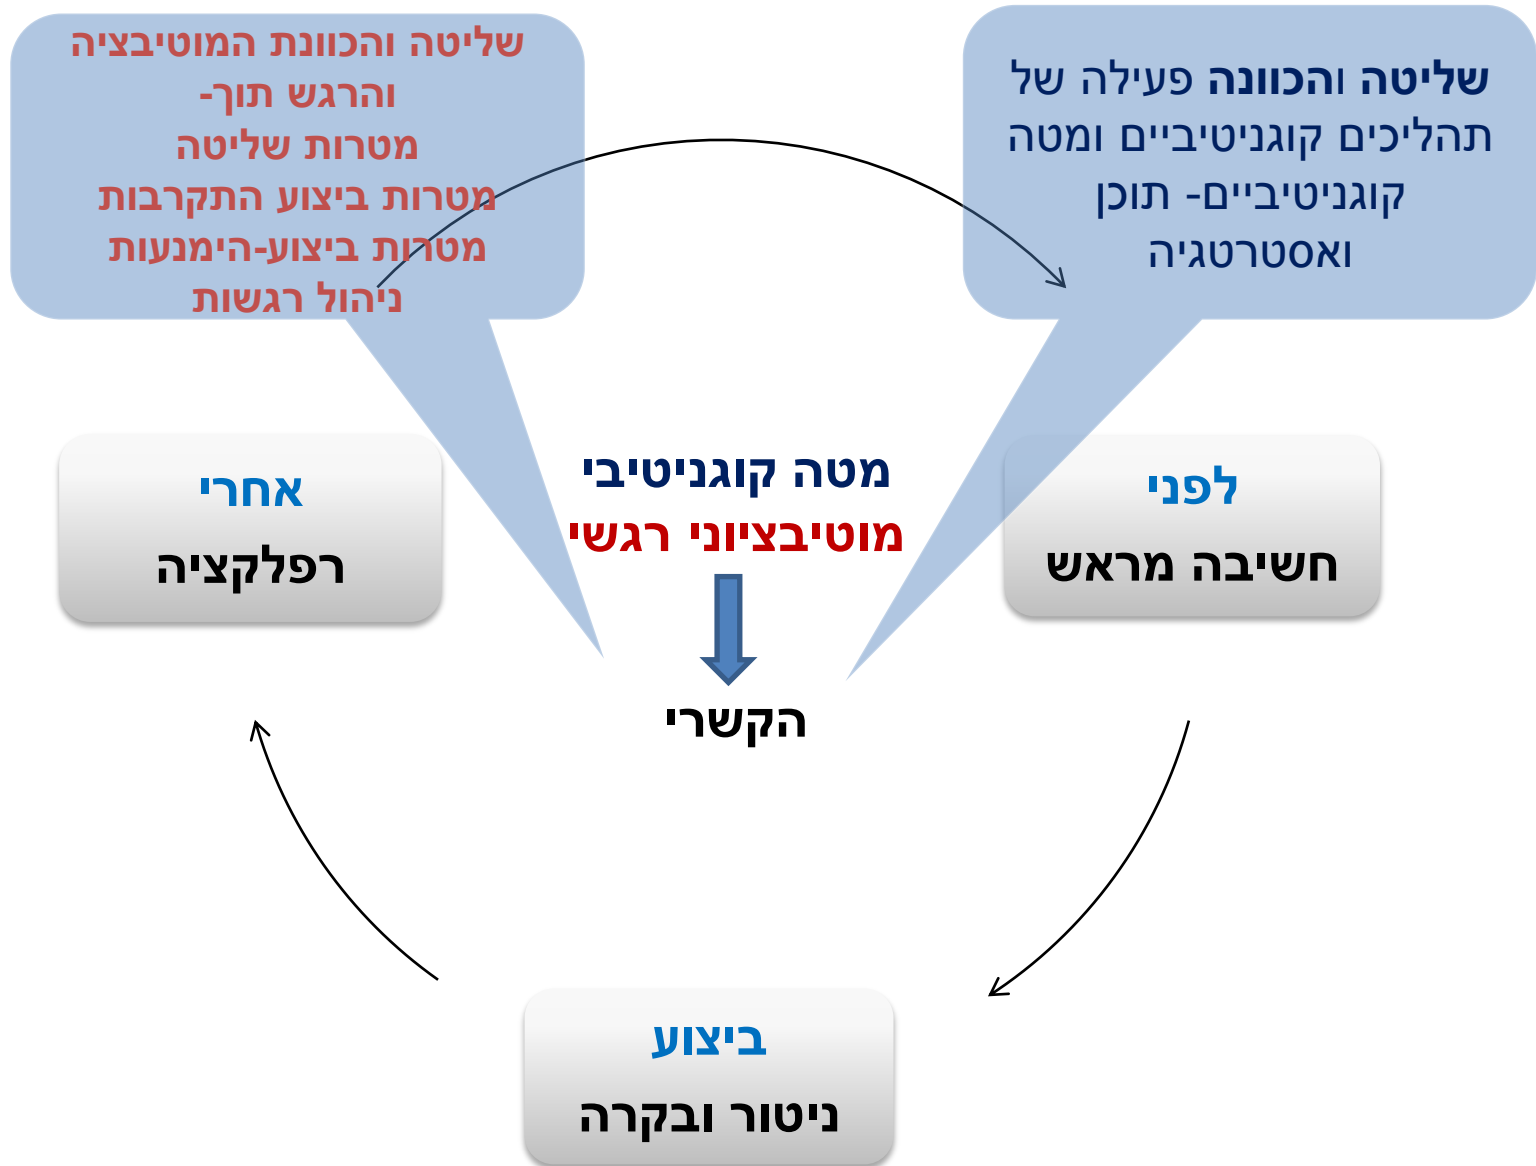 שליטה והכוונה פעילה של
תהליכים קוגניטיביים ומטה
קוגניטיביים- תוכן
ואסטרטגיה
שליטה והכוונת המוטיבציה
והרגש תוך-
מטרות שליטה
מטרות ביצוע התקרבות
מטרות ביצוע-הימנעות
ניהול רגשות
מטה קוגניטיבי
מוטיבציוני רגשי
הקשרי
לפני
חשיבה מראש
ביצוע
ניטור ובקרה
אחרי
רפלקציה